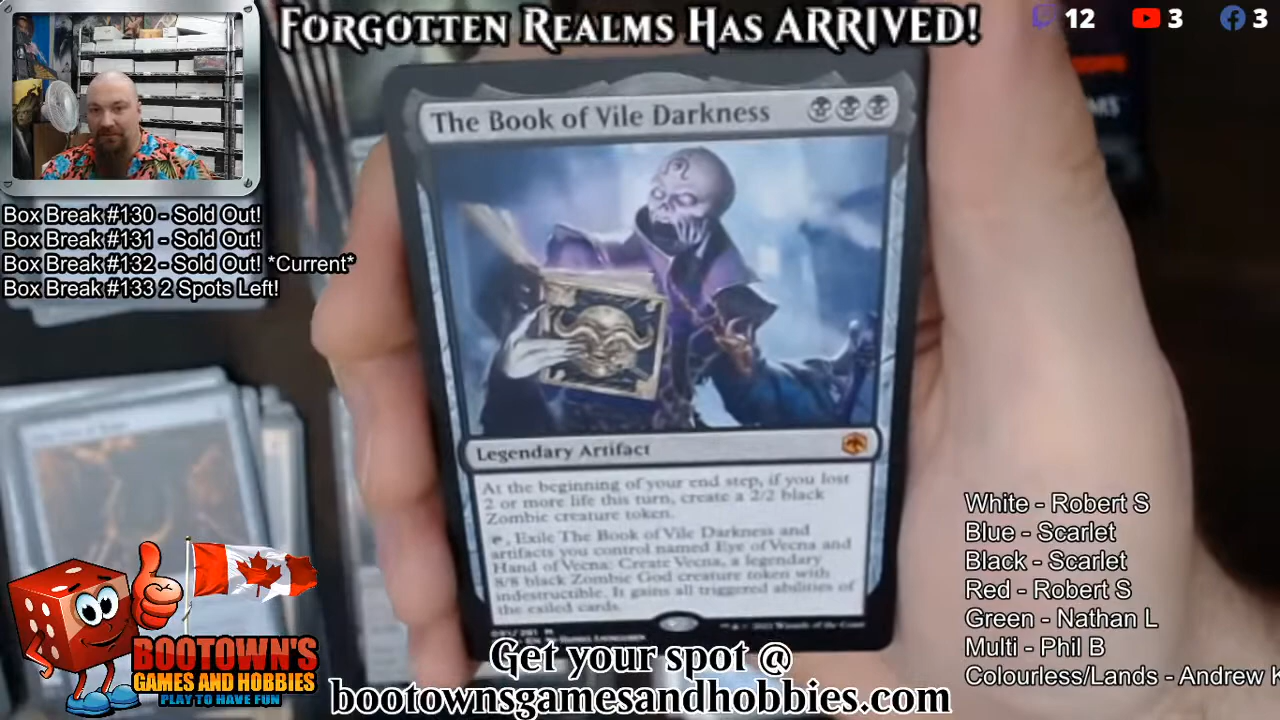 FORGOTTEN REALMS HAS ARRIVED!
12 3 3
The Book of Vile Darkness
Box Break #130 - Sold Out!
Box Break #131 - Sold Out!
Box Break #132 - Sold Out! *Current*
Box Break #133 2 Spots Left!
Legendary Artifact
At the beginning of your end step, if you lost
2 or more life this turn, create a 2/2 black
Zombie creature token.
, Exile The Book of Vile Darkness and
artifacts you control named Eye of Vecna and
Hand of Vecna: Create Vecna, a legendary
8/8 black Zombie God creature token with
indestructible. It gains all triggered abilities of
the exiled cards.
White - Robert S
Blue - Scarlet
Black - Scarlet
Red - Robert S
Green - Nathan L
Multi - Phil B
Colourless/Lands - Andrew K
BOOTOWN'S
GAMES AND HOBBIES
PLAY TO HAVE FUN
Get your spot @
bootownsgamesandhobbies.com